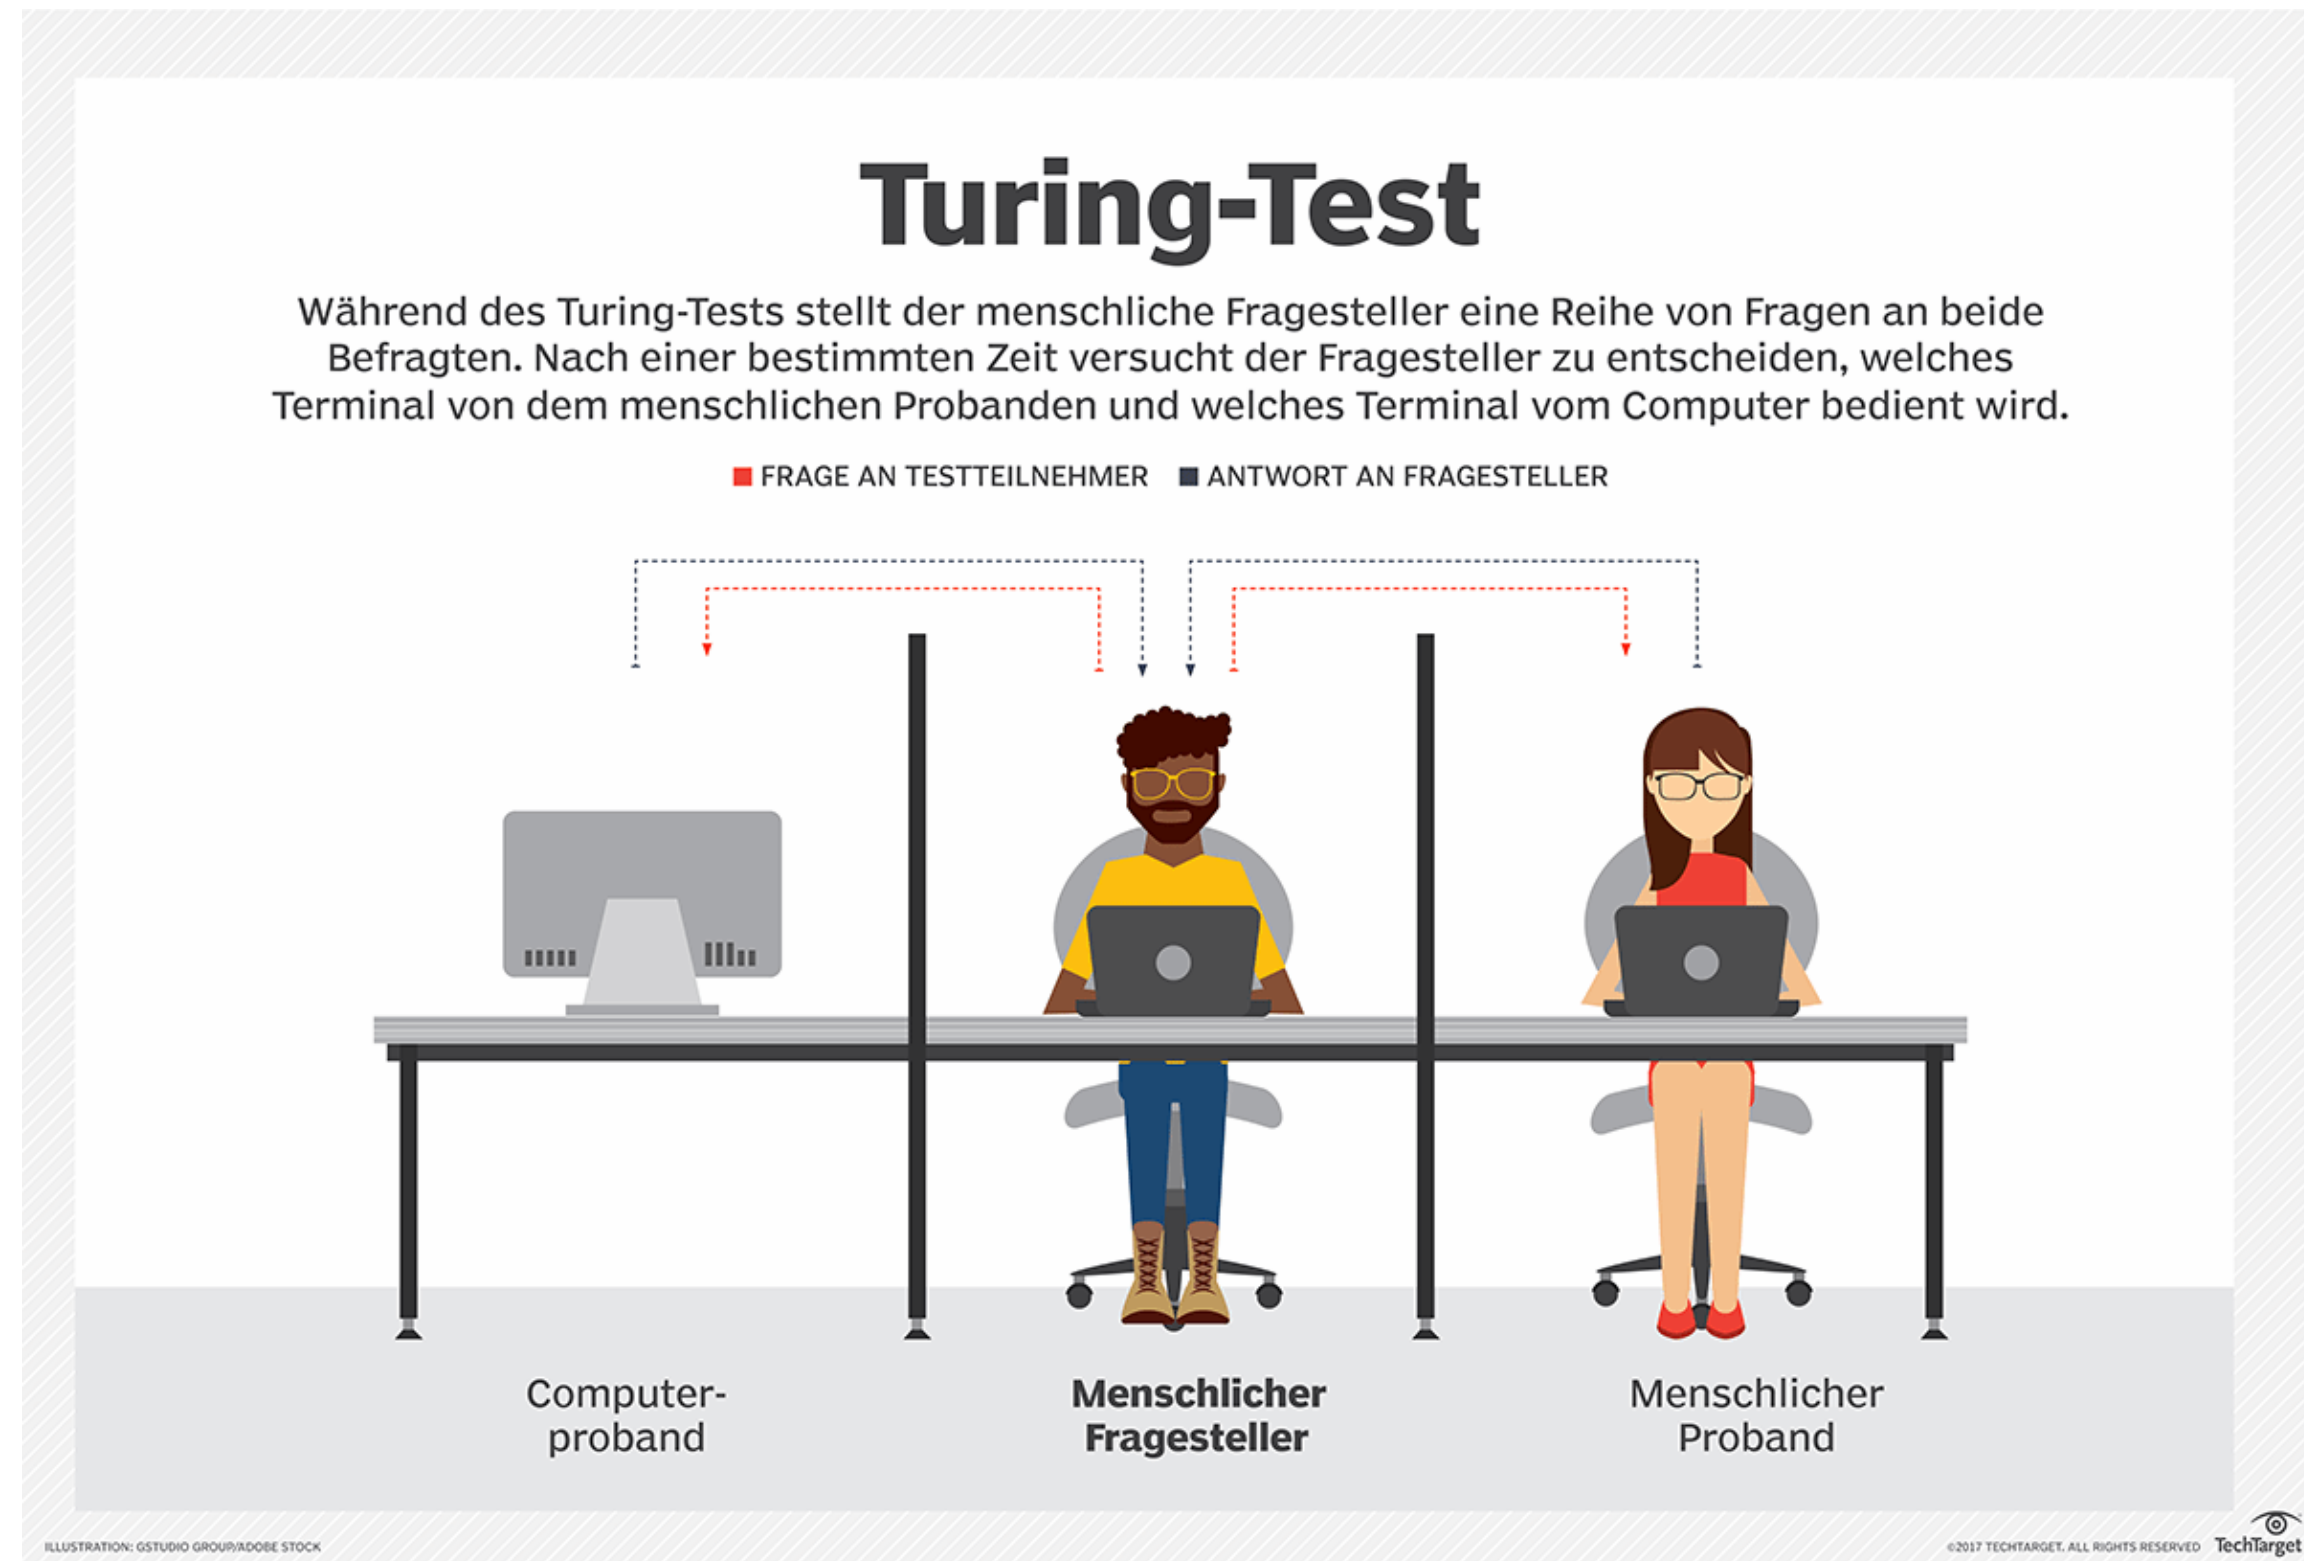 Turing-Test
Während des Turing-Tests stellt der menschliche Fragesteller eine Reihe von Fragen an beide
Befragten. Nach einer bestimmten Zeit versucht der Fragesteller zu entscheiden, welches
Terminal von dem menschlichen Probanden und welches Terminal vom Computer bedient wird.
FRAGE AN TESTTEILNEHMER ANTWORT AN FRAGESTELLER
Computer-
proband
Menschlicher
Fragesteller
Menschlicher
Proband
ILLUSTRATION: GSTUDIO GROUP/ADOBE STOCK
©2017 TECHTARGET. ALL RIGHTS RESERVED TechTarget